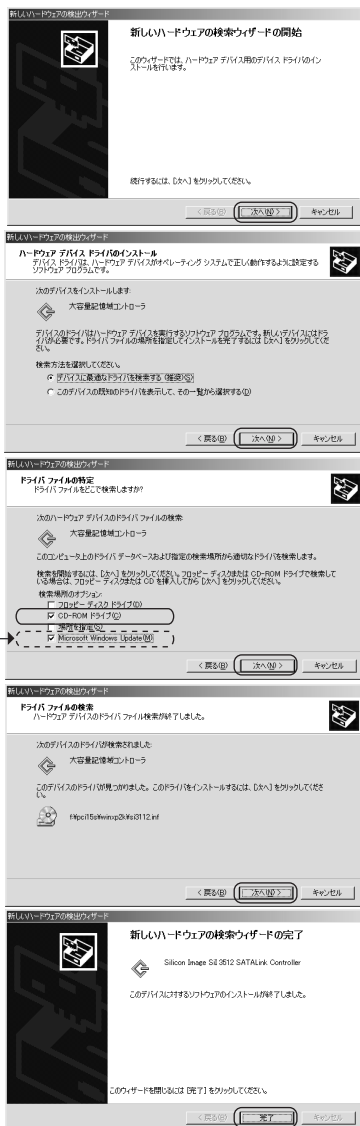 新しいハードウェアの検出ウィザード
新しいハードウェアの検索ウィザードの開始
このウィザードでは、ハードウェア デバイス用のデバイス ドライバのイン
ストールを行います。
続行するには、[次へ] をクリックしてください。
< 戻る(B)
次へ(N) >
キャンセル
新しいハードウェアの検出ウィザード
ハードウェア デバイス ドライバのインストール
デバイス ドライバは、ハードウェア デバイスがオペレーティング システムで正しく動作するように設定する
ソフトウェア プログラムです。
次のデバイスをインストールします:
大容量記憶域コントローラ
デバイスのドライバはハードウェア デバイスを実行するソフトウェア プログラムです。新しいデバイスにはドラ
イバが必要です。ドライバ ファイルの場所を指定してインストールを完了するには [次へ] をクリックしてくだ
さい。
検索方法を選択してください。
デバイスに最適なドライバを検索する (推奨)(S)
このデバイスの既知のドライバを表示して、その一覧から選択する(D)
< 戻る(B)
次へ(N) >
キャンセル
新しいハードウェアの検出ウィザード
ドライバ ファイルの特定
ドライバ ファイルをどこで検索しますか?
次のハードウェア デバイスのドライバ ファイルの検索:
大容量記憶域コントローラ
このコンピュータ上のドライバ データベースおよび指定の検索場所から適切なドライバを検索します。
検索を開始するには、[次へ] をクリックしてください。フロッピー ディスクまたは CD-ROM ドライブで検索して
いる場合は、フロッピー ディスクまたは CD を挿入してから [次へ] をクリックしてください。
検索場所のオプション:
フロッピー ディスク ドライブ(D)
CD-ROM ドライブ(C)
場所を指定(S)
Microsoft Windows Update(M)
< 戻る(B)
次へ(N) >
キャンセル
新しいハードウェアの検出ウィザード
ドライバ ファイルの検索
ハードウェア デバイスのドライバ ファイル検索が終了しました。
次のデバイスのドライバが検索されました:
大容量記憶域コントローラ
このデバイスのドライバが見つかりました。このドライバをインストールするには、[次へ] をクリックしてくださ
い。
f:¥pci15s¥winxp2k¥si3112.inf
< 戻る(B)
次へ(N) >
キャンセル
新しいハードウェアの検出ウィザード
新しいハードウェアの検索ウィザードの完了
Silicon Image SiI 3512 SATALink Controller
このデバイスに対するソフトウェアのインストールが終了しました。
このウィザードを閉じるには [完了] をクリックしてください。
< 戻る(B)
完了
キャンセル